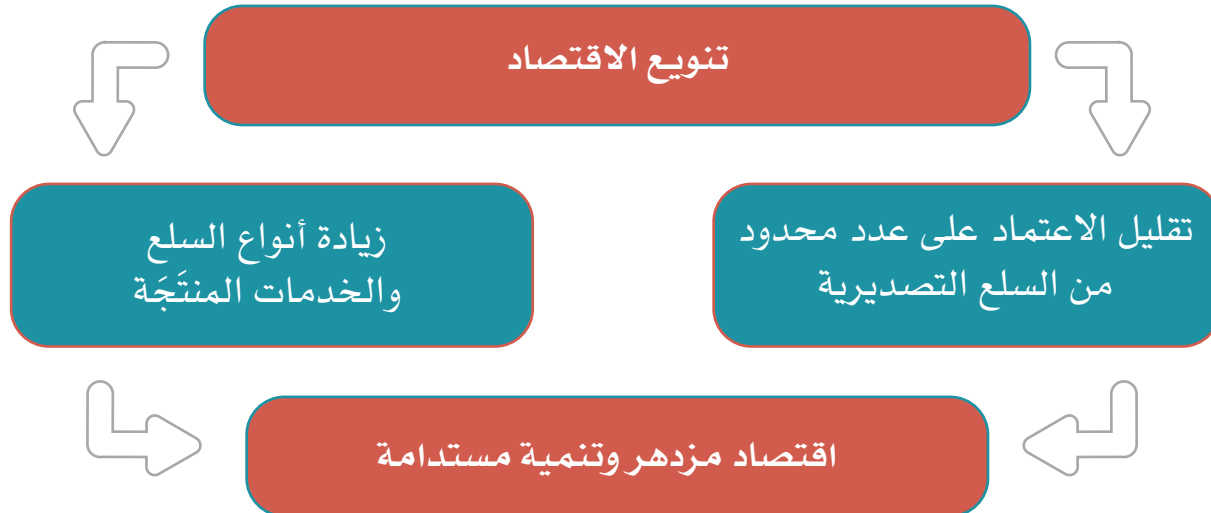 تنويع الاقتصاد
تقليل الاعتماد على عدد محدود
من السلع التصديرية
زيادة أنواع السلع
والخدمات المنتَجَة
اقتصاد مزدهر وتنمية مستدامة